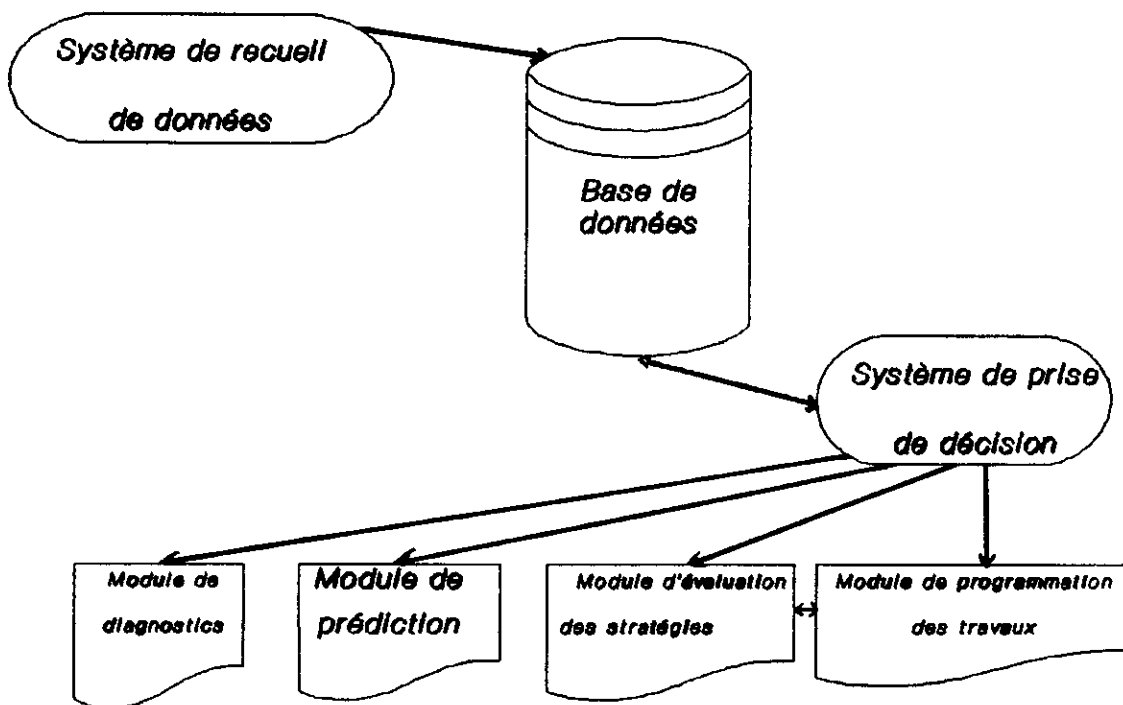 Système de recueil
de données
Base de
données
Système de prise
de décision
Module de
diagnostics
Module de
prédiction
Module d'évaluation
des stratégies
Module de programmation
des travaux